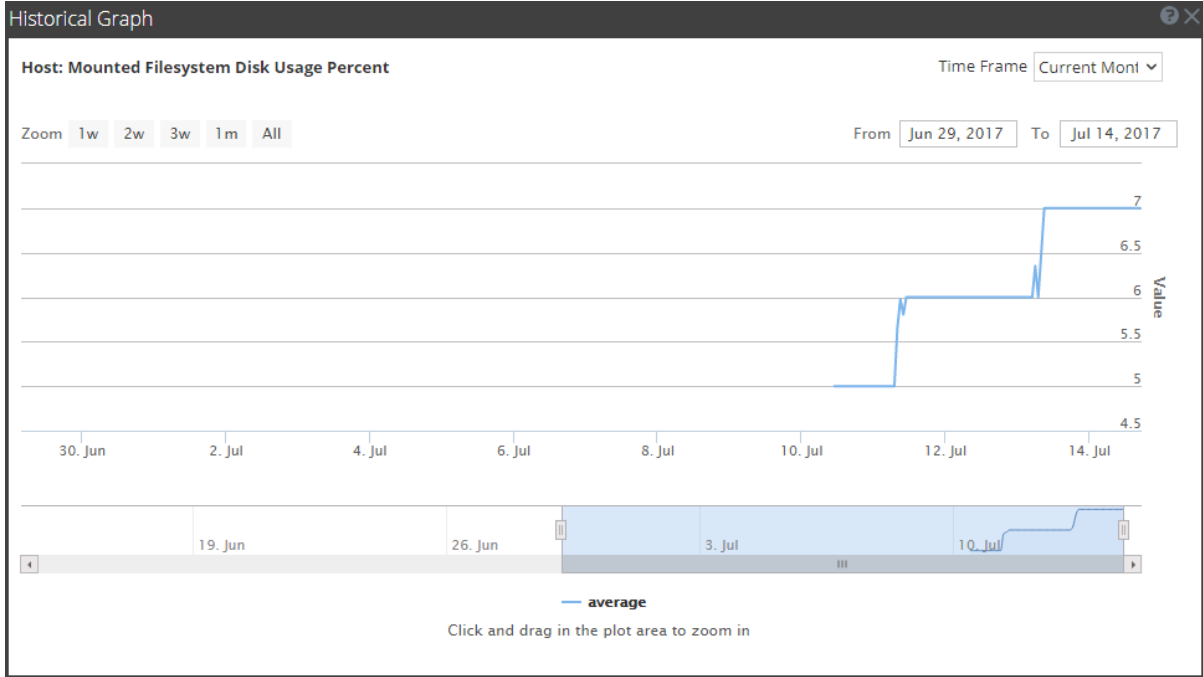 Historical Graph
Host: Mounted Filesystem Disk Usage Percent
Time Frame Current Mont
Zoom 1w 2w 3w 1m All
From Jun 29, 2017 To Jul 14, 2017
7
6.5
6
Value
5.5
5
4.5
30. Jun 2. Jul 4. Jul 6. Jul 8. Jul 10. Jul 12. Jul 14. Jul
19. Jun 26. Jun 3. Jul 10. Jul
average
Click and drag in the plot area to zoom in